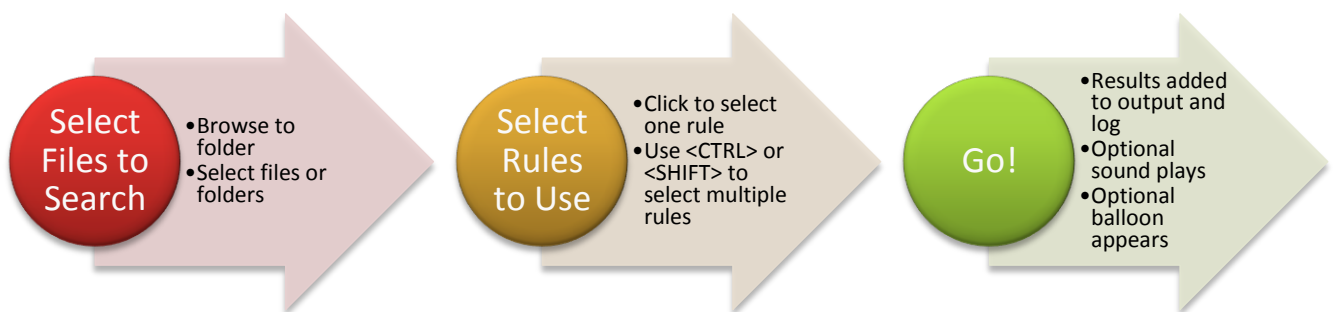 Select
Files to
Search
•Browse to
folder
•Select files or
folders
Select
Rules
to Use
•Click to select
one rule
•Use <CTRL> or
<SHIFT> to
select multiple
rules
Go!
•Results added
to output and
log
•Optional
sound plays
•Optional
balloon
appears